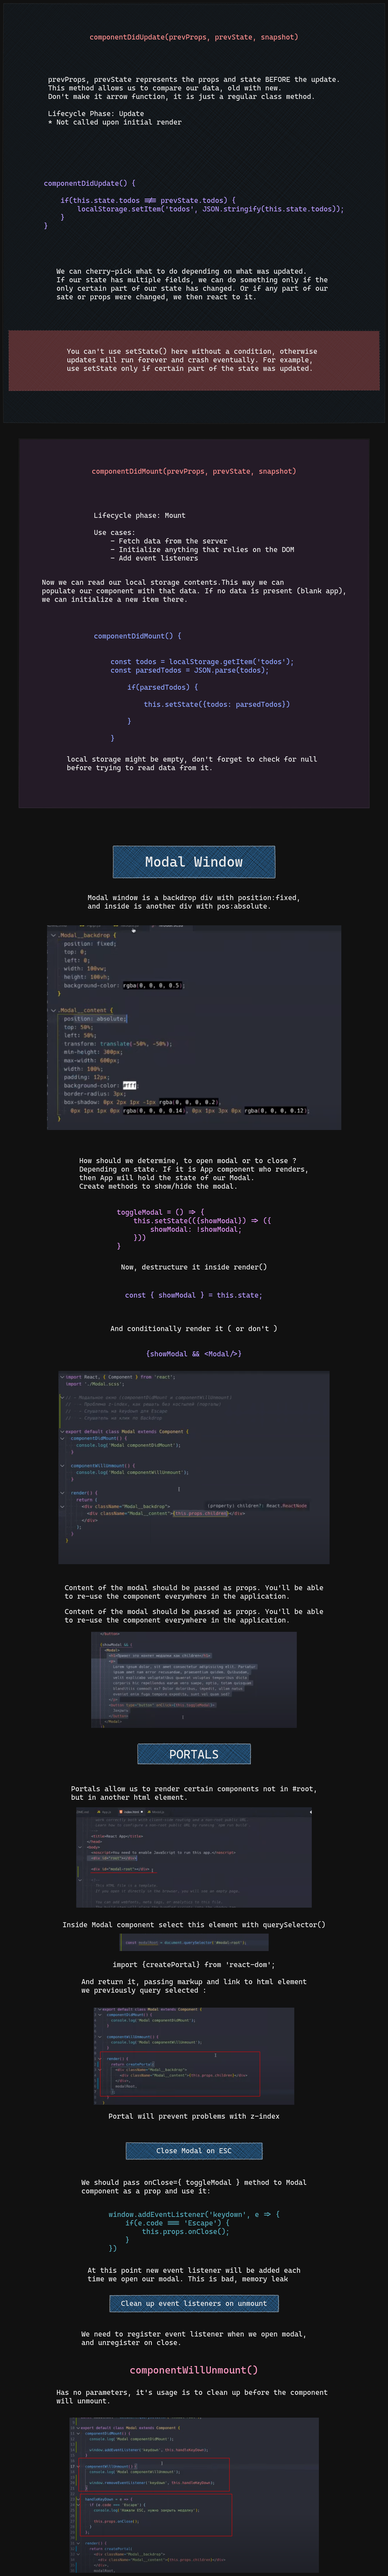 componentDidUpdate(prevProps, prevState, snapshot)
prevProps, prevState represents the props and state BEFORE the update.
This method allows us to compare our data, old with new.
Don't make it arrow function, it is just a regular class method.
Lifecycle Phase: Update
* Not called upon initial render
componentDidUpdate() {
if(this.state.todos !== prevState.todos) {
localStorage.setItem('todos', JSON.stringify(this.state.todos));
}
}
We can cherry-pick what to do depending on what was updated.
If our state has multiple fields, we can do something only if the
only certain part of our state has changed. Or if any part of our
sate or props were changed, we then react to it.
You can't use setState() here without a condition, otherwise
updates will run forever and crash eventually. For example,
use setState only if certain part of the state was updated.
componentDidMount(prevProps, prevState, snapshot)
Lifecycle phase: Mount
Use cases:
- Fetch data from the server
- Initialize anything that relies on the DOM
- Add event listeners
Now we can read our local storage contents.This way we can
populate our component with that data. If no data is present (blank app),
we can initialize a new item there.
componentDidMount() {
const todos = localStorage.getItem('todos');
const parsedTodos = JSON.parse(todos);
if(parsedTodos) {
this.setState({todos: parsedTodos})
}
}
local storage might be empty, don't forget to check for null
before trying to read data from it.
Modal Window
Modal window is a backdrop div with position:fixed,
and inside is another div with pos:absolute.
.Modal__backdrop {
position: fixed;
top: 0;
left: 0;
width: 100vw;
height: 100vh;
background-color: rgba(0, 0, 0, 0.5);
}
.Modal__content {
position: absolute;
top: 50%;
left: 50%;
transform: translate(-50%, -50%);
min-height: 300px;
max-width: 600px;
width: 100%;
padding: 12px;
background-color: #fff;
border-radius: 3px;
box-shadow: 0px 2px 1px -1px rgba(0, 0, 0, 0.2),
0px 1px 1px 0px rgba(0, 0, 0, 0.14), 0px 1px 3px 0px rgba(0, 0, 0, 0.12);
}
How should we determine, to open modal or to close ?
Depending on state. If it is App component who renders,
then App will hold the state of our Modal.
Create methods to show/hide the modal.
toggleModal = () => {
this.setState(({showModal}) => ({
showModal: !showModal;
}))
}
Now, destructure it inside render()
const { showModal } = this.state;
And conditionally render it ( or don't )
{showModal && <Modal/>}
import React, { Component } from 'react';
import './Modal.scss';
export default class Modal extends Component {
componentDidMount() {
console.log('Modal componentDidMount');
}
componentWillUnmount() {
console.log('Modal componentWillUnmount');
}
render() {
return (
<div className="Modal__backdrop">
(property) children?: React.ReactNode
<div className="Modal__content">{this.props.children}</div>
</div>
);
}
}
Content of the modal should be passed as props. You'll be able
to re-use the component everywhere in the application.
Content of the modal should be passed as props. You'll be able
to re-use the component everywhere in the application.
PORTALS
Portals allow us to render certain components not in #root,
but in another html element.
<title>React App</title>
</head>
<body>
<noscript>You need to enable JavaScript to run this app.</noscript>
<div id="root"></div>
<div id="modal-root"></div>
Inside Modal component select this element with querySelector()
const modalRoot = document.querySelector('#modal-root');
import {createPortal} from 'react-dom';
And return it, passing markup and link to html element
we previously query selected :
export default class Modal extends Component {
componentDidMount() {
console.log('Modal componentDidMount');
}
componentWillUnmount() {
console.log('Modal componentWillUnmount');
}
render() {
return createPortal(
<div className="Modal__backdrop">
<div className="Modal__content">{this.props.children}</div>
</div>,
modalRoot,
);
}
}
Portal will prevent problems with z-index
Close Modal on ESC
We should pass onClose={ toggleModal } method to Modal
component as a prop and use it:
window.addEventListener('keydown', e => {
if(e.code === 'Escape') {
this.props.onClose();
}
})
At this point new event listener will be added each
time we open our modal. This is bad, memory leak
Clean up event listeners on unmount
We need to register event listener when we open modal,
and unregister on close.
componentWillUnmount()
Has no parameters, it's usage is to clean up before the component
will unmount.
export default class Modal extends Component {
componentDidMount() {
console.log('Modal componentDidMount');
window.addEventListener('keydown', this.handleKeyDown);
}
componentWillUnmount() {
console.log('Modal componentWillUnmount');
window.removeEventListener('keydown', this.handleKeyDown);
}
handleKeyDown = e => {
if (e.code === 'Escape') {
this.props.onClose();
}
};
render() {
return createPortal(
<div className="Modal__backdrop">
<div className="Modal__content">{this.props.children}</div>
</div>,
modalRoot,